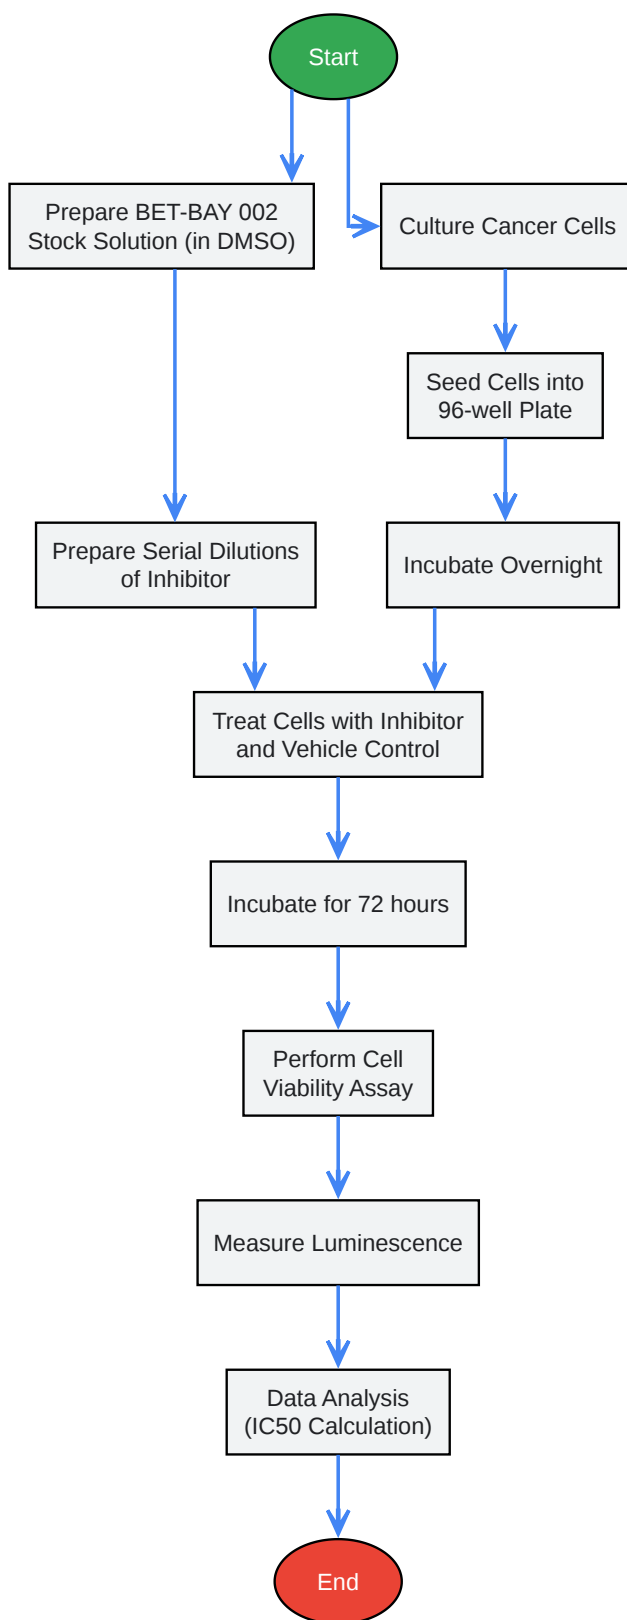 Start
Prepare BET-BAY 002
Stock Solution (in DMSO)
Culture Cancer Cells
Seed Cells into
96-well Plate
Prepare Serial Dilutions
of Inhibitor
Incubate Overnight
Treat Cells with Inhibitor
and Vehicle Control
Incubate for 72 hours
Perform Cell
Viability Assay
Measure Luminescence
Data Analysis
(IC50 Calculation)
End